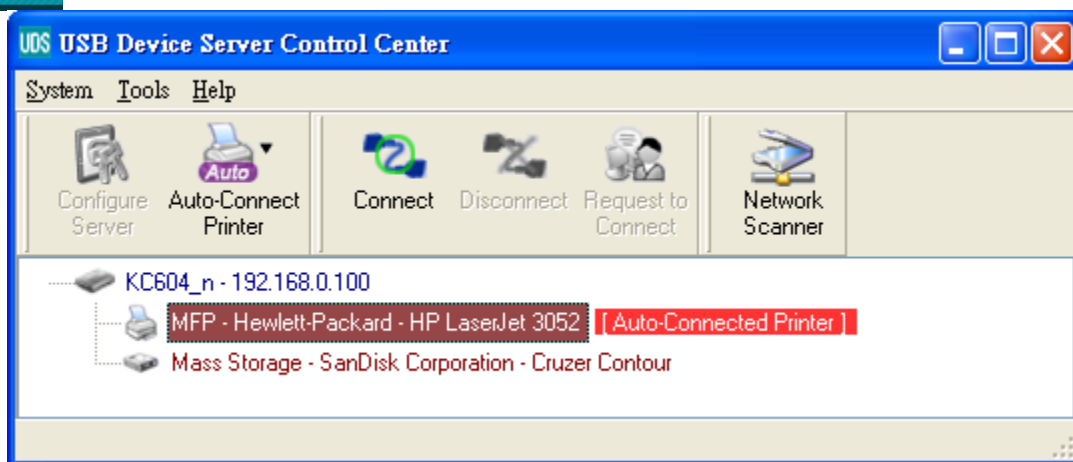 UDS USB Device Server Control Center
System Tools Help
Configure Server
Auto
Auto-Connect Printer
Connect
Disconnect
Request to Connect
Network Scanner
KC604_n - 192.168.0.100
MFP - Hewlett-Packard - HP LaserJet 3052 [ Auto-Connected Printer ]
Mass Storage - SanDisk Corporation - Cruzer Contour